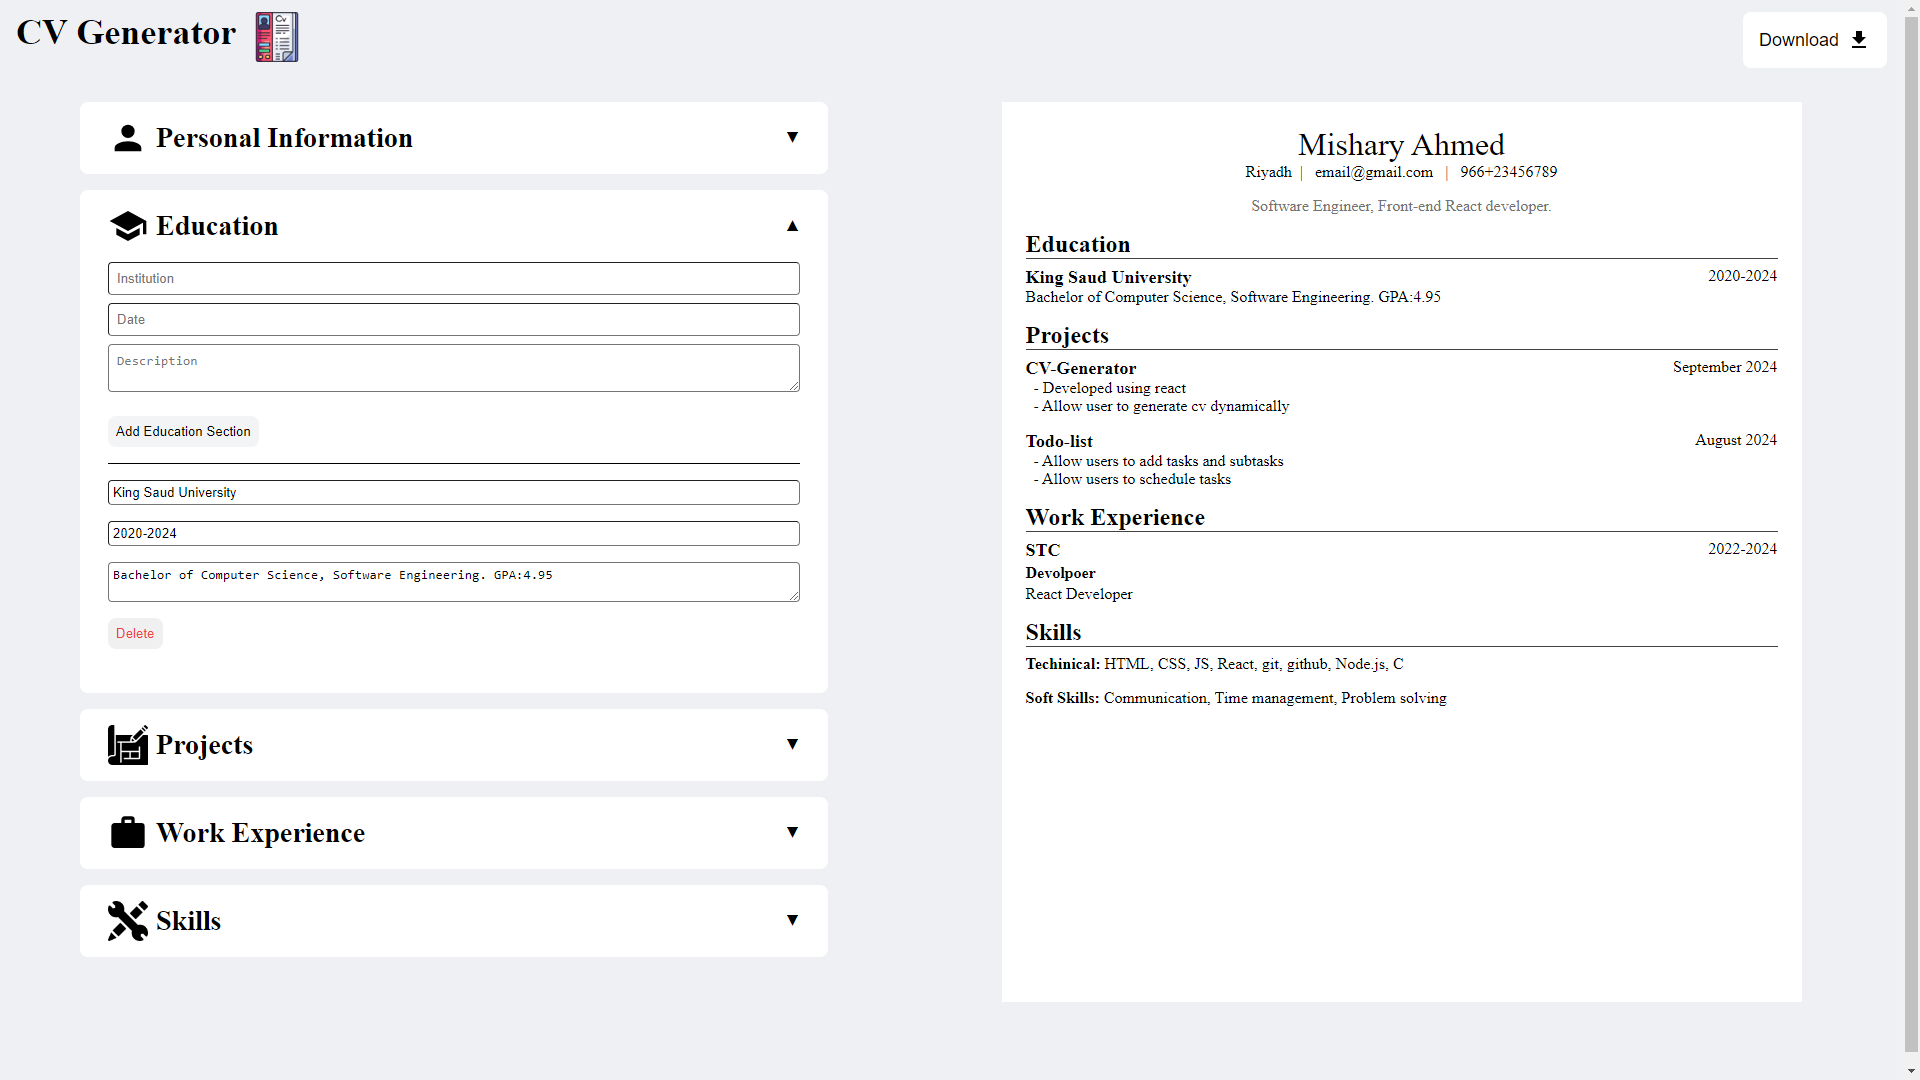 CV Generator
Cv
Download
Personal Information
Education
Institution
Date
Description
Add Education Section
King Saud University
2020-2024
Bachelor of Computer Science, Software Engineering. GPA:4.95
Delete
Projects
Work Experience
Skills
Mishary Ahmed
Riyadh | email@gmail.com | 966+23456789
Software Engineer, Front-end React developer.
Education
King Saud University 2020-2024
Bachelor of Computer Science, Software Engineering. GPA:4.95
Projects
CV-Generator September 2024
- Developed using react
- Allow user to generate cv dynamically
Todo-list August 2024
- Allow users to add tasks and subtasks
- Allow users to schedule tasks
Work Experience
STC 2022-2024
Devolpoer
React Developer
Skills
Techinical: HTML, CSS, JS, React, git, github, Node.js, C
Soft Skills: Communication, Time management, Problem solving